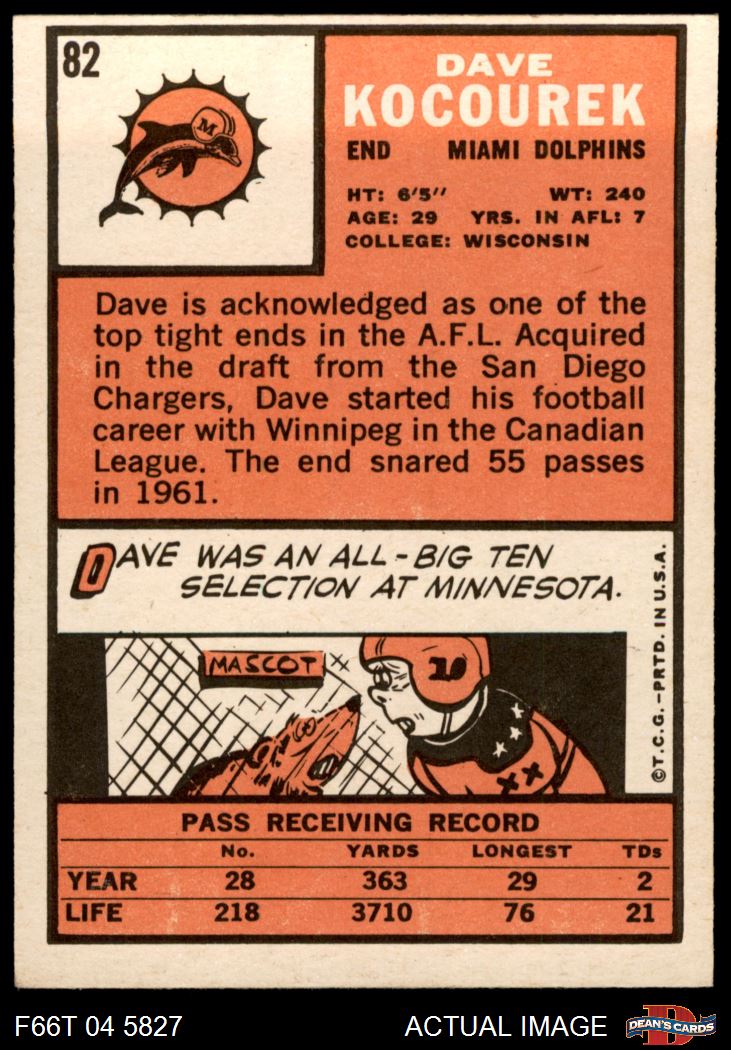 82
DAVE
KOCOUREK
END MIAMI DOLPHINS
M
HT: 6'5" WT: 240
AGE: 29 YRS. IN AFL: 7
COLLEGE: WISCONSIN
Dave is acknowledged as one of the
top tight ends in the A.F.L. Acquired
in the draft from the San Diego
Chargers, Dave started his football
career with Winnipeg in the Canadian
League. The end snared 55 passes
in 1961.
DAVE WAS AN ALL-BIG TEN
SELECTION AT MINNESOTA.
©T.C.G.-PRTD. IN U.S.A.
MASCOT
10
XX
PASS RECEIVING RECORD
No. YARDS LONGEST TDs
YEAR 28 363 29 2
LIFE 218 3710 76 21
F66T 04 5827 ACTUAL IMAGE
D
DEAN'S CARDS